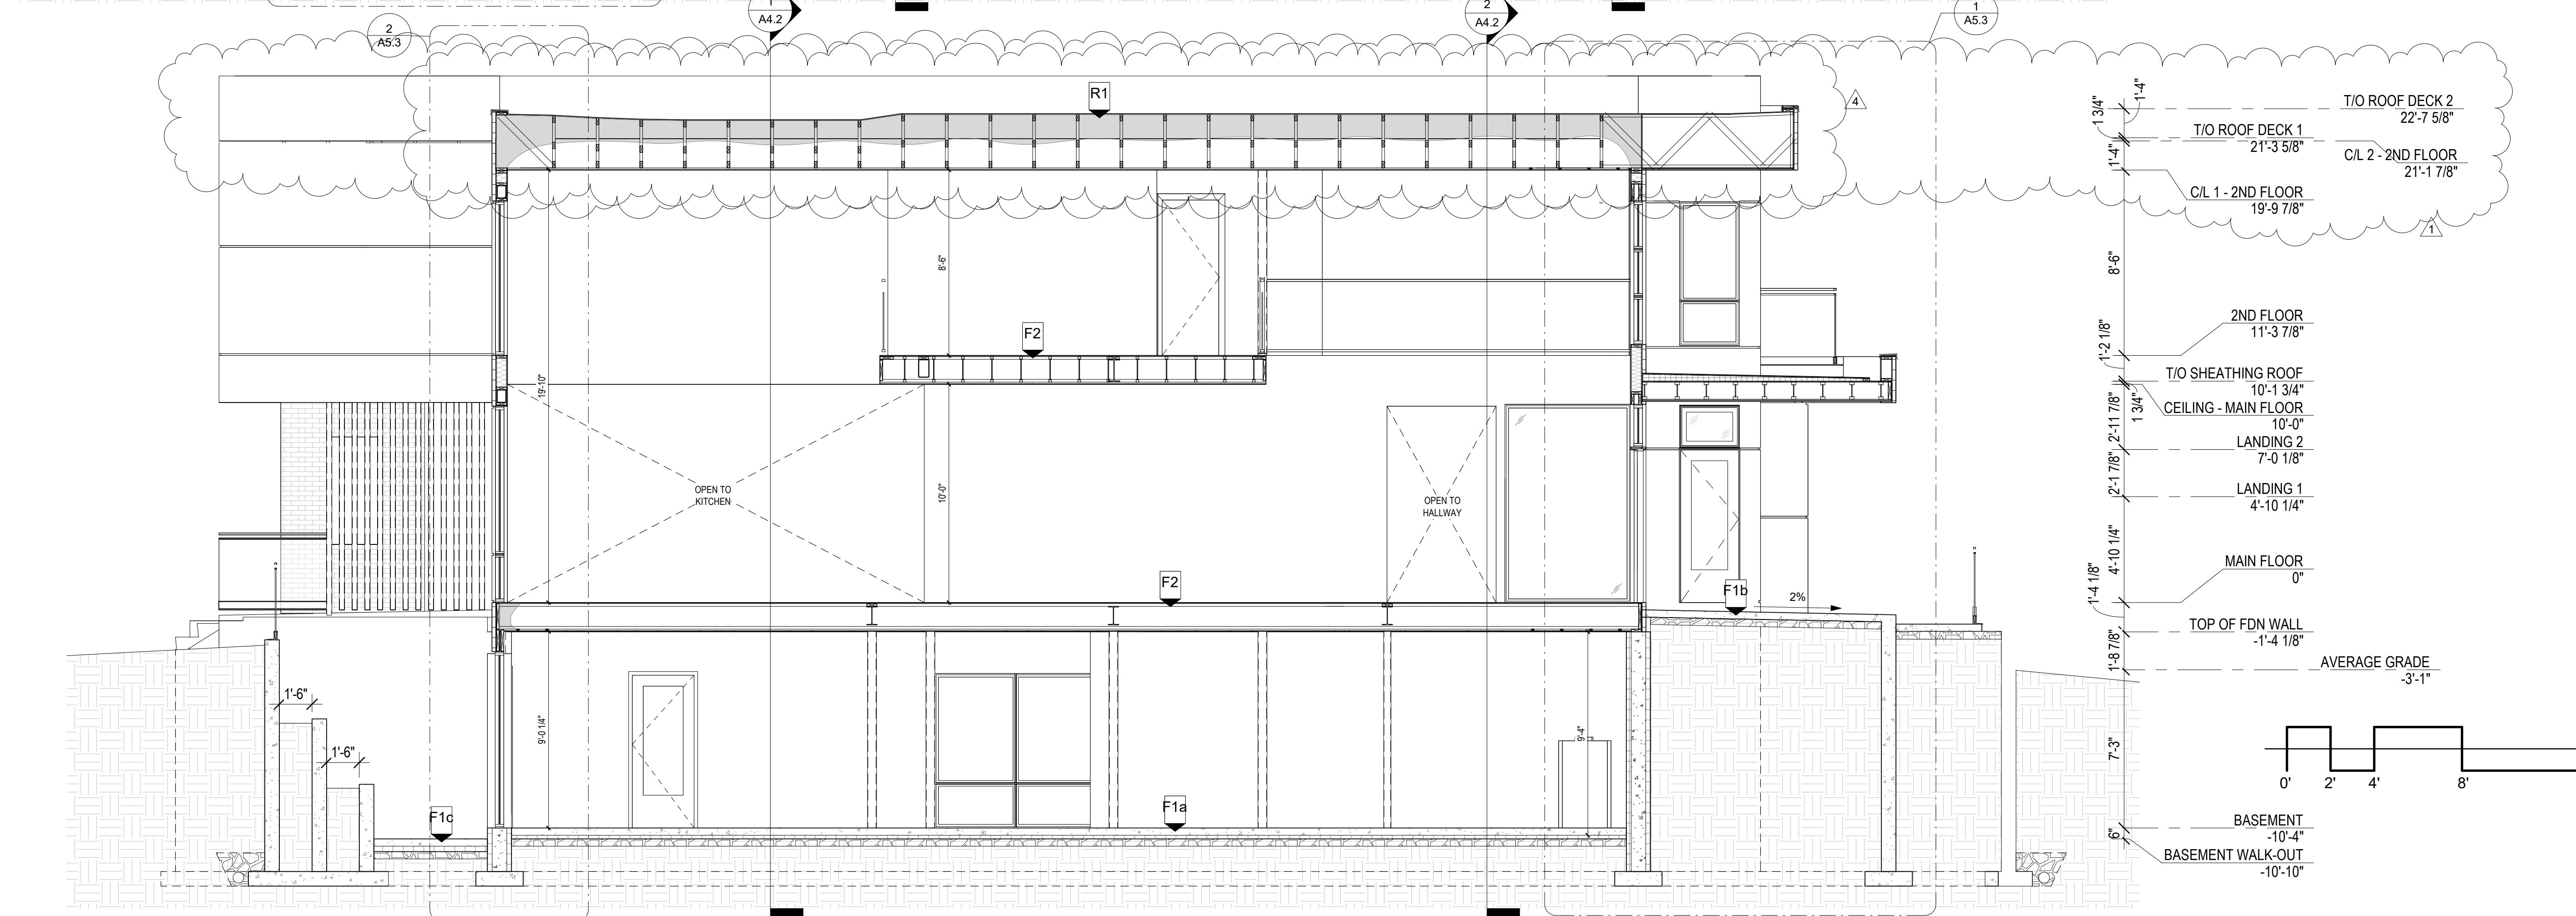 2
A5.3
1
A4.2
2
A4.2
1
A5.3
R1
4
1 3/4"
1'-4"
T/O ROOF DECK 2
22'-7 5/8"
T/O ROOF DECK 1
21'-3 5/8"
1'-4"
C/L 2 - 2ND FLOOR
21'-1 7/8"
C/L 1 - 2ND FLOOR
19'-9 7/8"
1
8'-6"
8'-6"
2ND FLOOR
11'-3 7/8"
1'-2 1/8"
F2
19'-10"
T/O SHEATHING ROOF
10'-1 3/4"
CEILING - MAIN FLOOR
10'-0"
1 3/4"
2'-11 7/8"
LANDING 2
7'-0 1/8"
2'-1 7/8"
LANDING 1
4'-10 1/4"
OPEN TO
KITCHEN
10'-0"
OPEN TO
HALLWAY
4'-10 1/4"
MAIN FLOOR
0"
1'-4 1/8"
F2
F1b
2%
TOP OF FDN WALL
-1'-4 1/8"
1'-8 7/8"
AVERAGE GRADE
-3'-1"
1'-6"
1'-6"
9'-0 1/4"
9'-4"
7'-3"
0'
2'
4'
8'
F1c
F1a
BASEMENT
-10'-4"
6"
BASEMENT WALK-OUT
-10'-10"